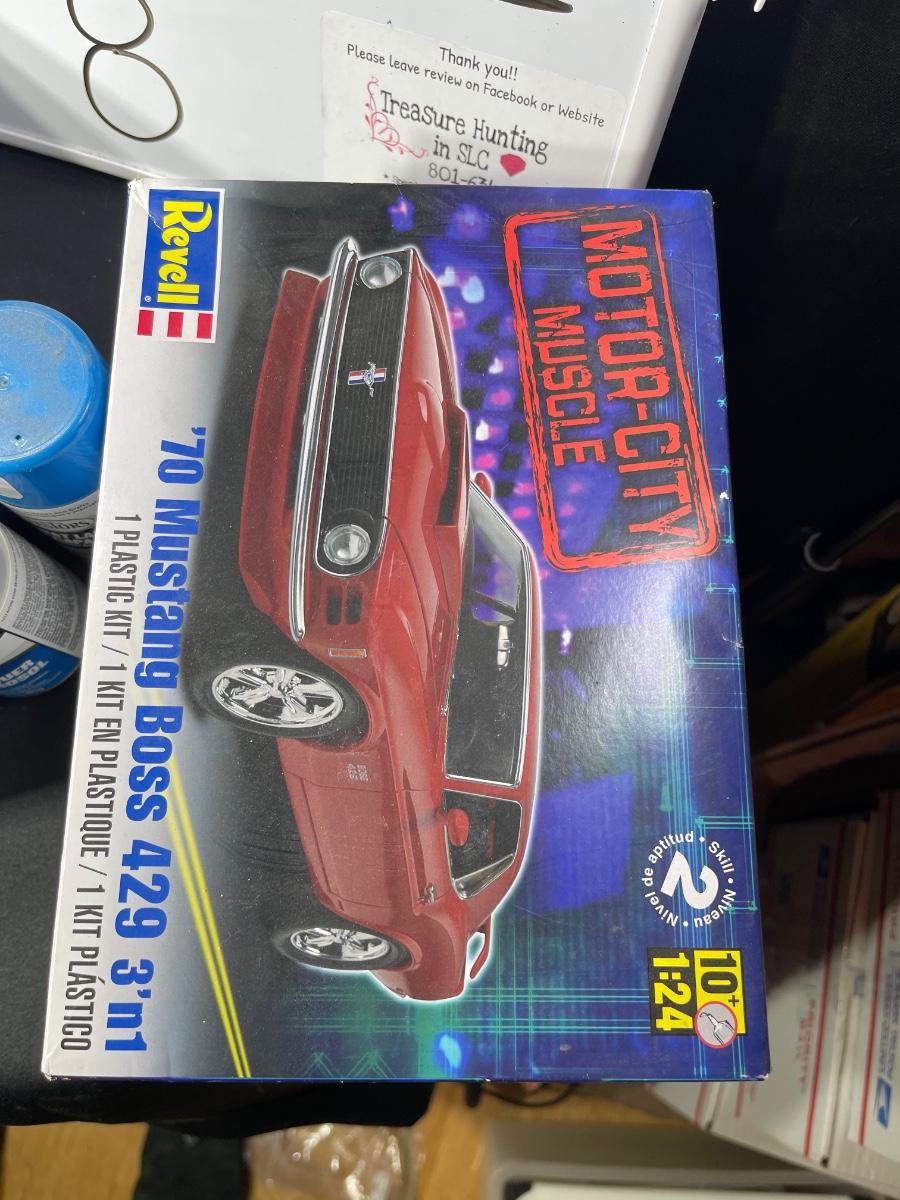 Thank you!!
Please leave review on Facebook or Website
Treasure Hunting
in SLC
Revell
®
MOTOR-CITY
MUSCLE
BOSS
429
Nivel de aptitud • Skill • Niveau •
2
10+
1:24
'70 Mustang Boss 429 3'n1
1 PLASTIC KIT / 1 KIT EN PLASTIQUE / 1 KIT PLÁSTICO